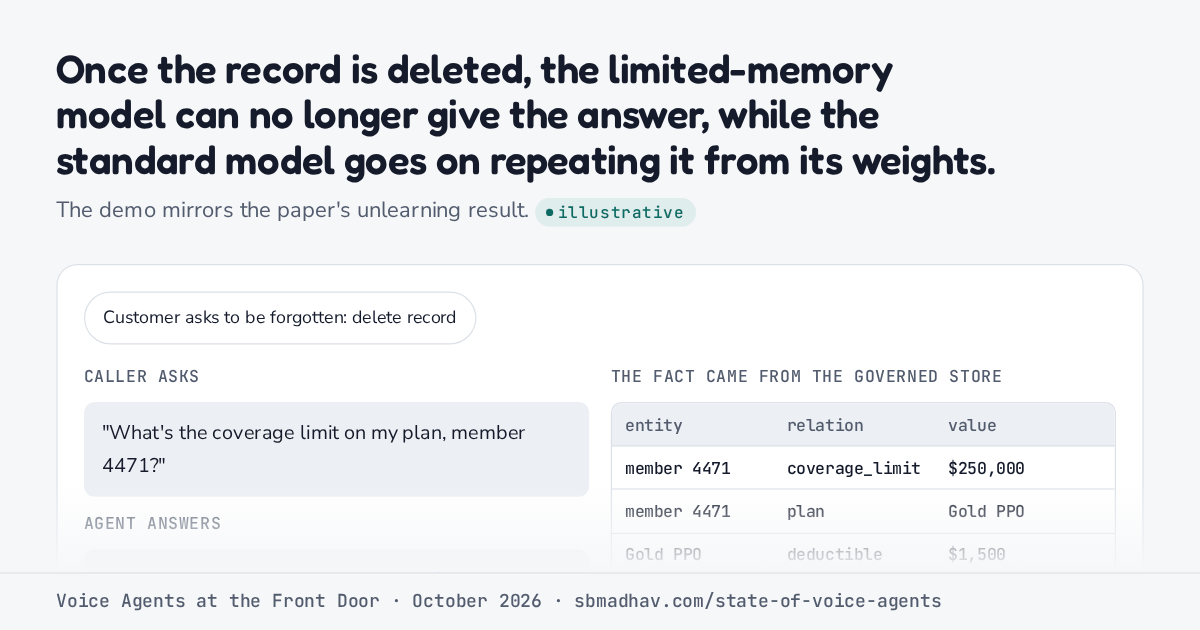 Once the record is deleted, the limited-memory
model can no longer give the answer, while the
standard model goes on repeating it from its weights.
The demo mirrors the paper's unlearning result. • illustrative
Customer asks to be forgotten: delete record
CALLER ASKS
"What's the coverage limit on my plan, member
4471?"
AGENT ANSWERS
THE FACT CAME FROM THE GOVERNED STORE
entity relation value
member 4471 coverage_limit $250,000
member 4471 plan Gold PPO
Gold PPO deductible $1,500
Voice Agents at the Front Door · October 2026 · sbmadhav.com/state-of-voice-agents